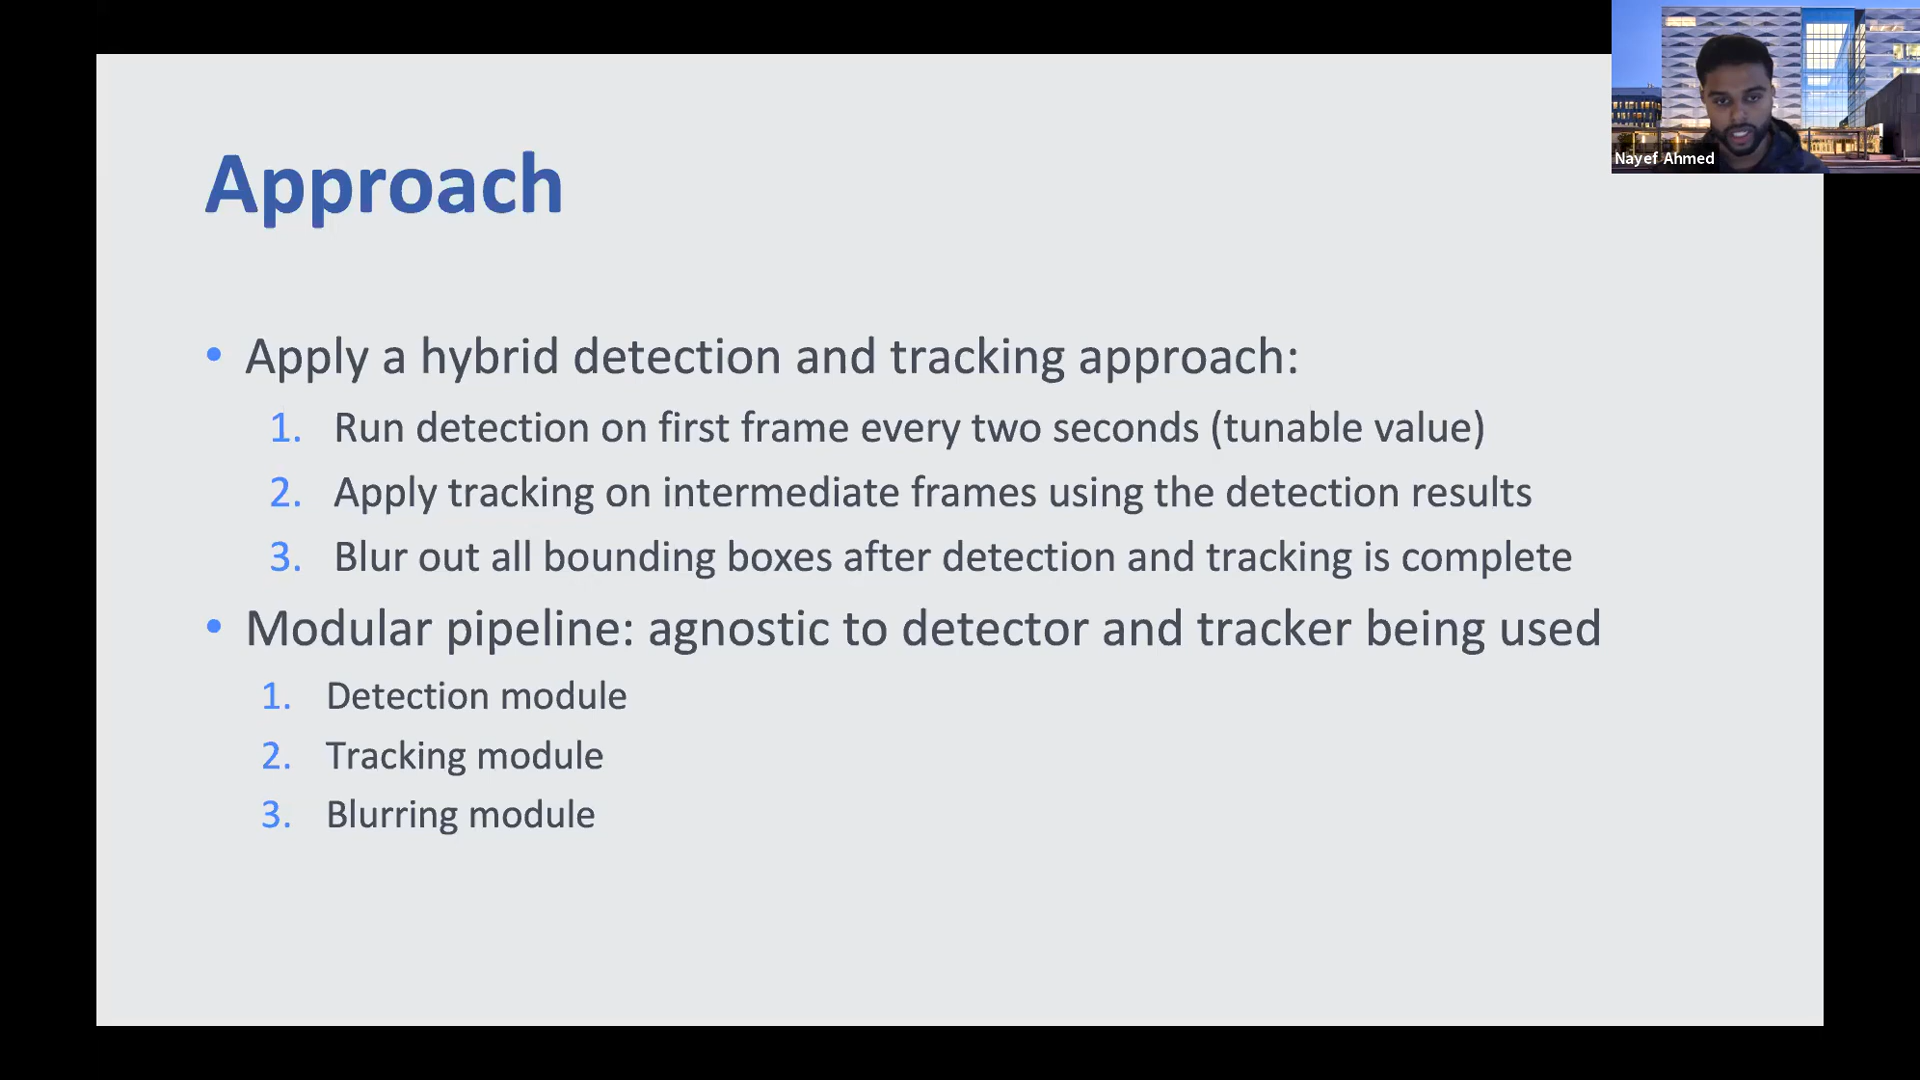 Nayef Ahmed
Approach
• Apply a hybrid detection and tracking approach:
1. Run detection on first frame every two seconds (tunable value)
2. Apply tracking on intermediate frames using the detection results
3. Blur out all bounding boxes after detection and tracking is complete
• Modular pipeline: agnostic to detector and tracker being used
1. Detection module
2. Tracking module
3. Blurring module